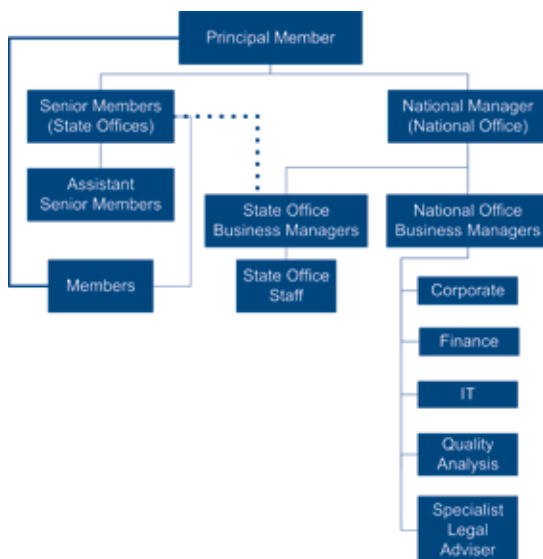 Principal Member
Senior Members
(State Offices)
National Manager
(National Office)
Assistant
Senior Members
State Office
Business Managers
National Office
Business Managers
Members
State Office
Staff
Corporate
Finance
IT
Quality
Analysis
Specialist
Legal
Adviser